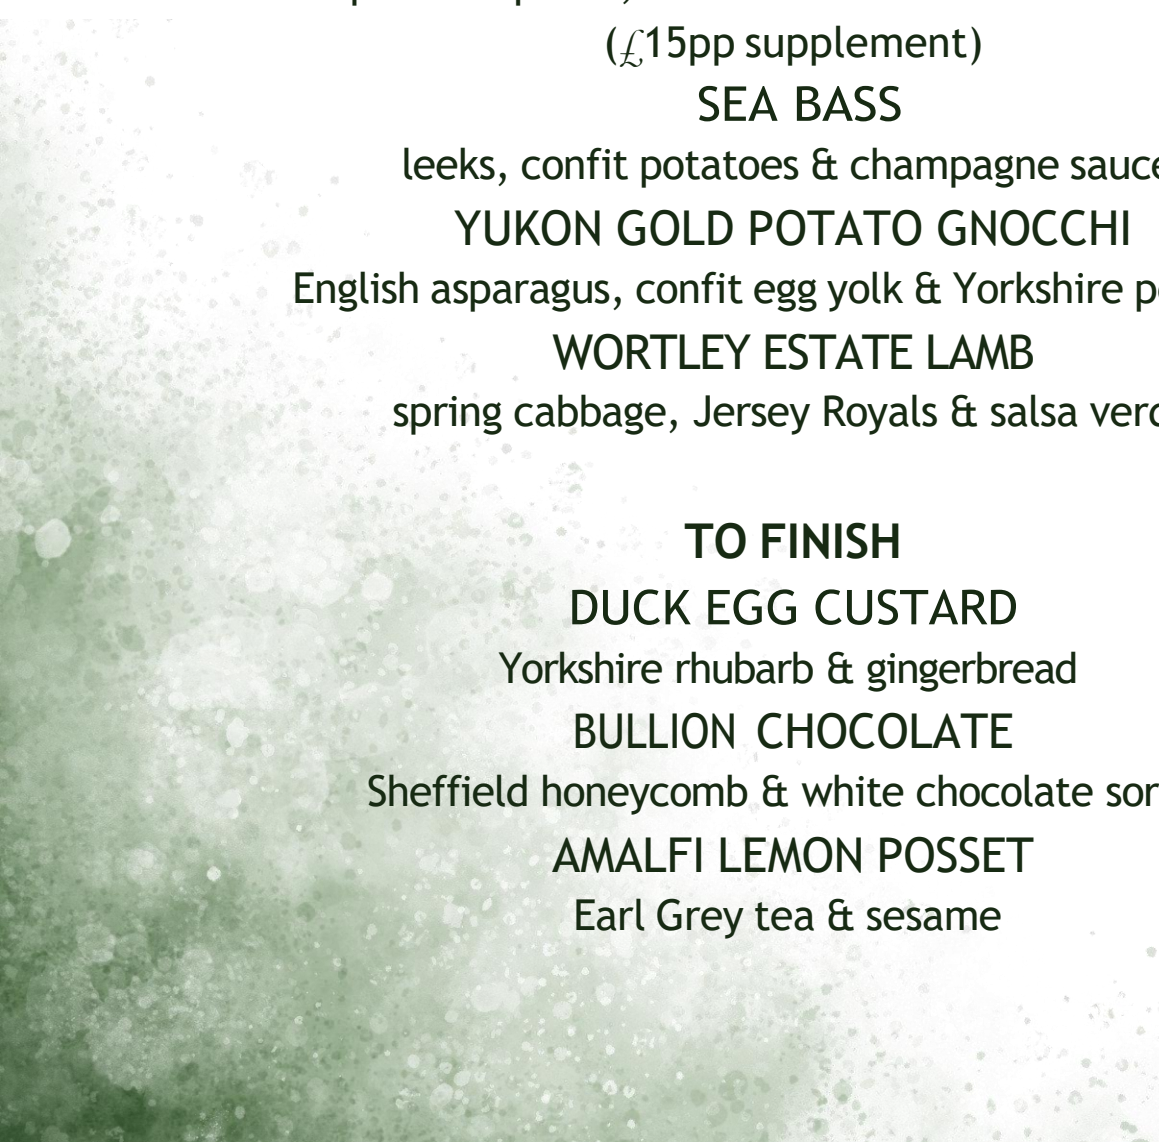 (£15pp supplement)
SEA BASS
leeks, confit potatoes & champagne sauce
YUKON GOLD POTATO GNOCCHI
English asparagus, confit egg yolk & Yorkshire
WORTLEY ESTATE LAMB
spring cabbage, Jersey Royals & salsa
TO FINISH
DUCK EGG CUSTARD
Yorkshire rhubarb & gingerbread
BULLION CHOCOLATE
Sheffield honeycomb & white chocolate
AMALFI LEMON POSSET
Earl Grey tea & sesame